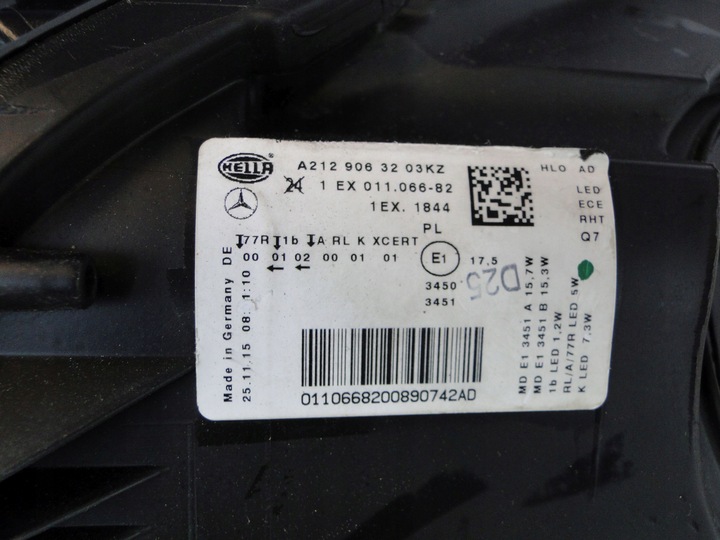 HELLA
A212 906 32 03KZ
24 1 EX 011.066-82
1EX. 1844
PL
77R 1b A RL K XCERT
00 01 02 00 01 01
E1
17,5
3450
3451
D25
HLO AD
LED
ECE
RHT
Q7
MD E1 3451 A 15,7W
MD E1 3451 B 15,3W
1b LED 1,2W
RL/A/77R LED 5W
K LED 7,3W
Made in Germany DE
25.11.15 08: 1:10
0110668200890742AD